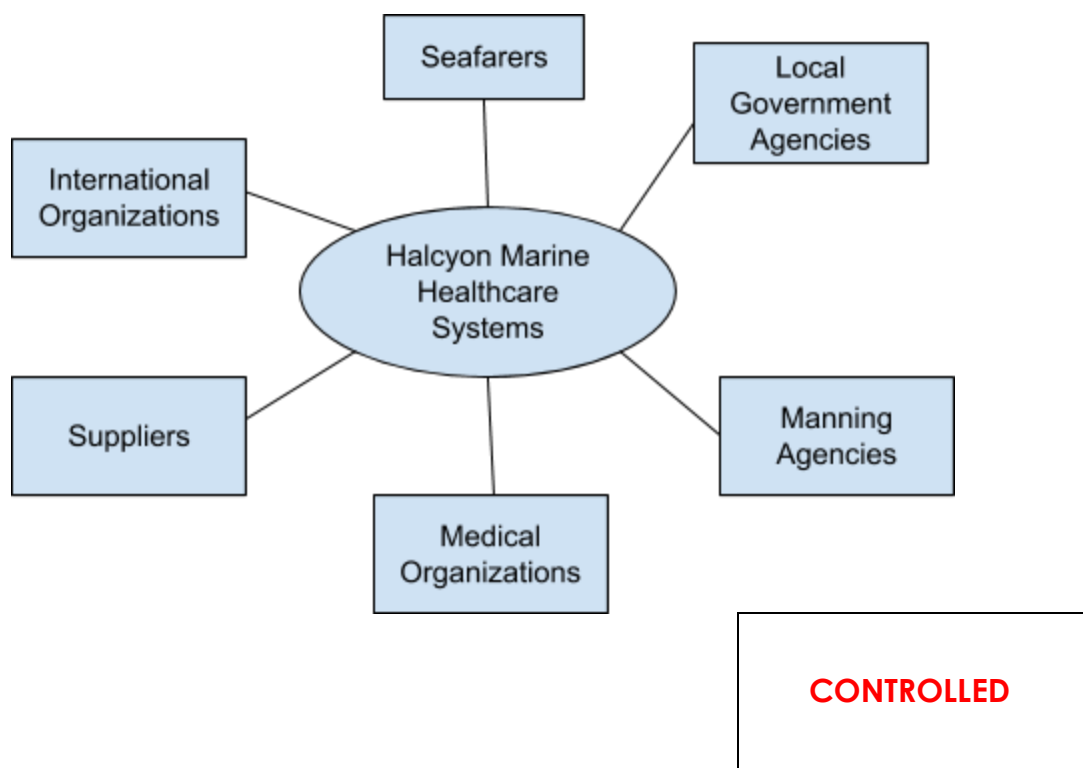 Seafarers
Local
Government
Agencies
International
Organizations
Halcyon Marine
Healthcare
Systems
Suppliers
Manning
Agencies
Medical
Organizations
CONTROLLED